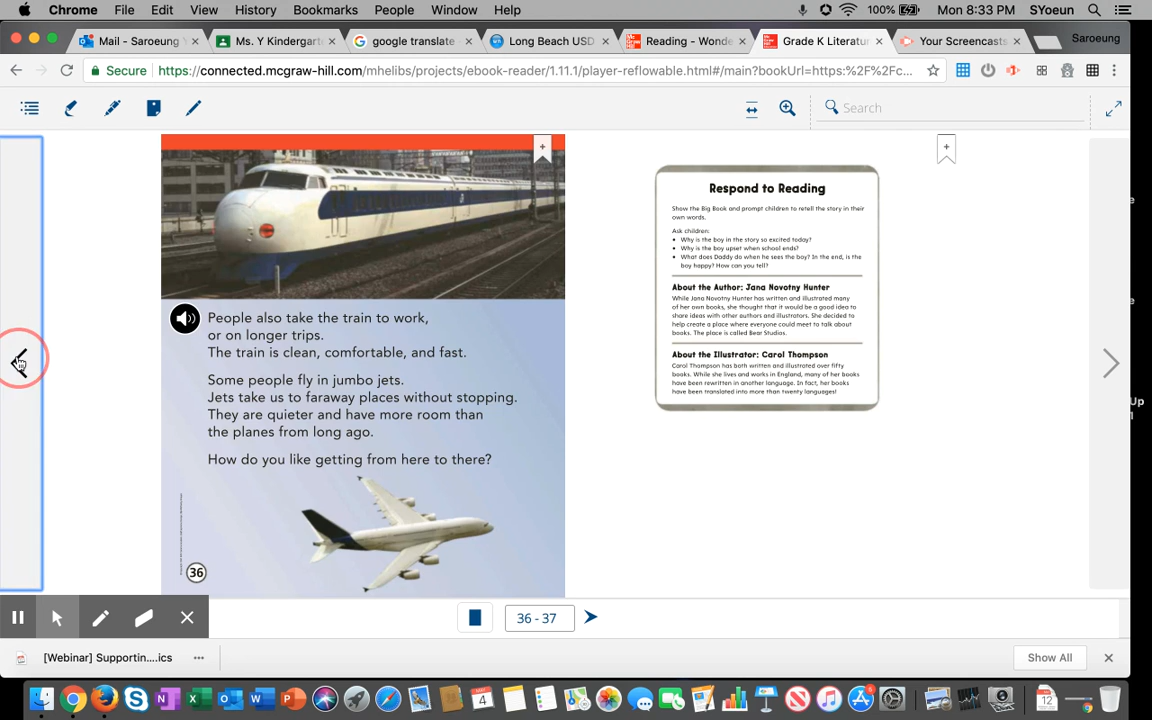 Chrome File Edit View History Bookmarks People Window Help 100% Mon 8:33 PM SYoeun
Mail - Saroeung Y Ms. Y Kindergart google translate Long Beach USD Reading - Wonde Grade K Literatu Your Screencasts Saroeung
Secure https://connected.mcgraw-hill.com/mhelibs/projects/ebook-reader/1.11.1/player-reflowable.html#/main?bookUrl=https:%2F%2Fc...
Search
People also take the train to work,
or on longer trips.
The train is clean, comfortable, and fast.
Some people fly in jumbo jets.
Jets take us to faraway places without stopping.
They are quieter and have more room than
the planes from long ago.
How do you like getting from here to there?
36
Respond to Reading
Show the Big Book and prompt children to retell the story in their
own words.
Ask children:
• Why is the boy in the story so excited today?
• Why is the boy upset when school ends?
• What does Daddy do when he sees the boy? In the end, is the
boy happy? How can you tell?
About the Author: Jana Novotny Hunter
While Jana Novotny Hunter has written and illustrated many
of her own books, she thought that it would be a good idea to
share ideas with other authors and illustrators. She decided to
help create a place where everyone could meet to talk about
books. The place is called Bear Studios.
About the Illustrator: Carol Thompson
Carol Thompson has both written and illustrated over fifty
books. While she lives and works in England, many of her books
have been rewritten in another language. In fact, her books
have been translated into more than twenty languages!
Up
1
36 - 37
[Webinar] Supportin....ics
Show All